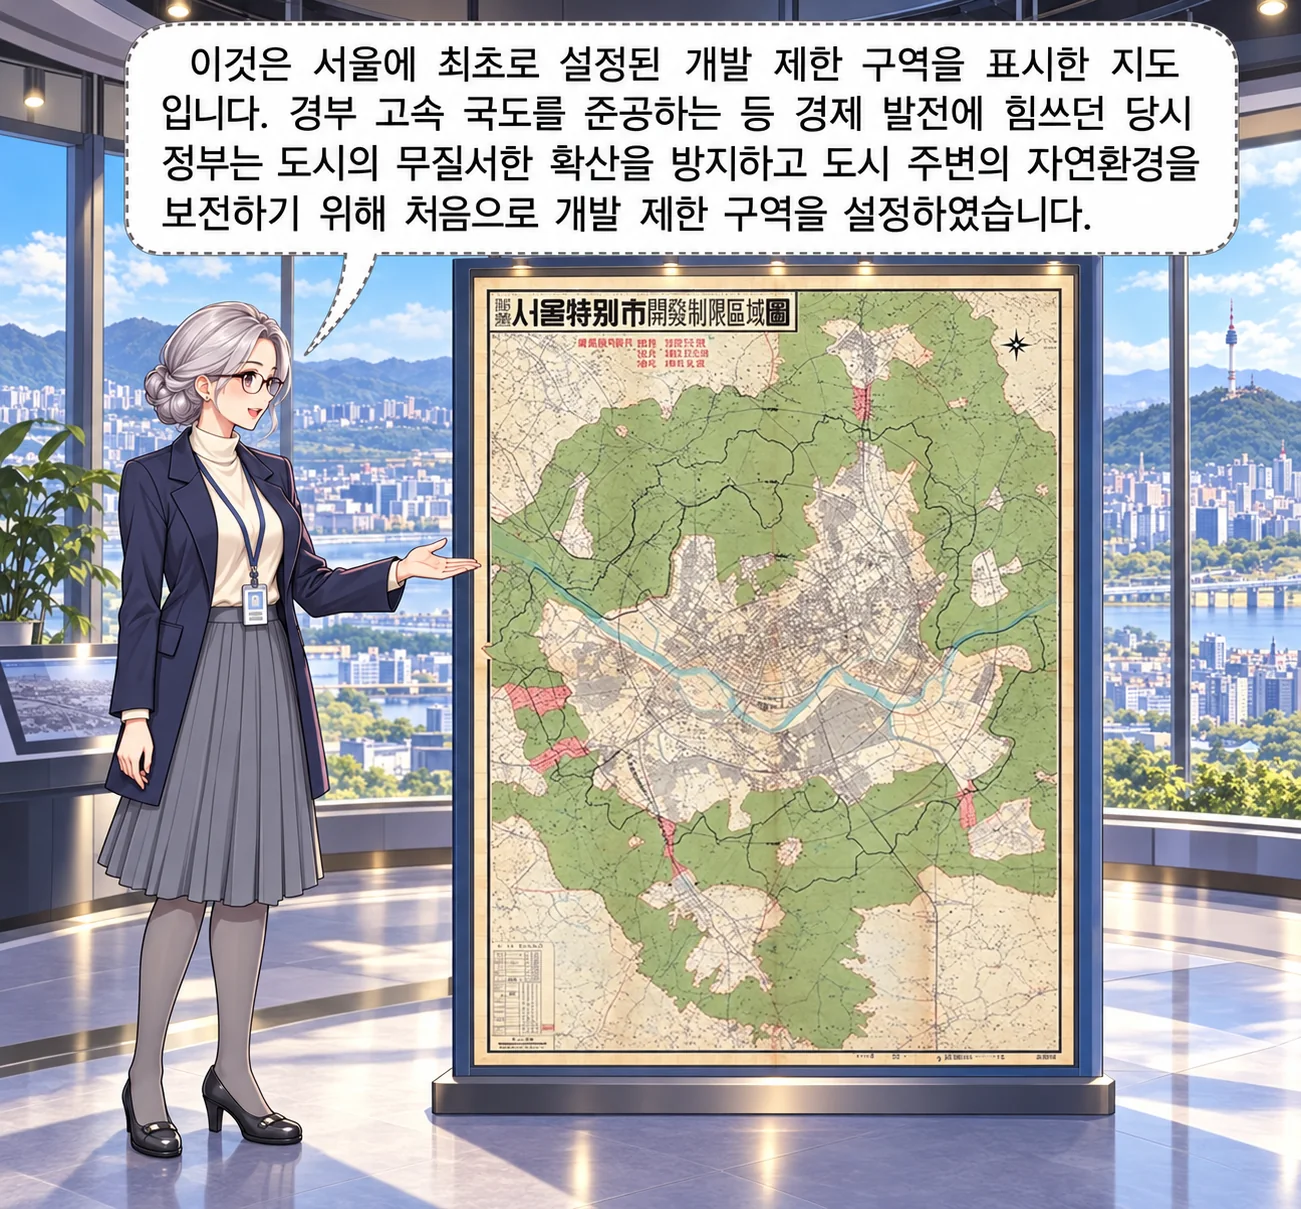 이것은 서울에 최초로 설정된 개발 제한 구역을 표시한 지도
입니다. 경부 고속 국도를 준공하는 등 경제 발전에 힘쓰던 당시
정부는 도시의 무질서한 확산을 방지하고 도시 주변의 자연환경을
보전하기 위해 처음으로 개발 제한 구역을 설정하였습니다.
서울特別市開發制限區域圖